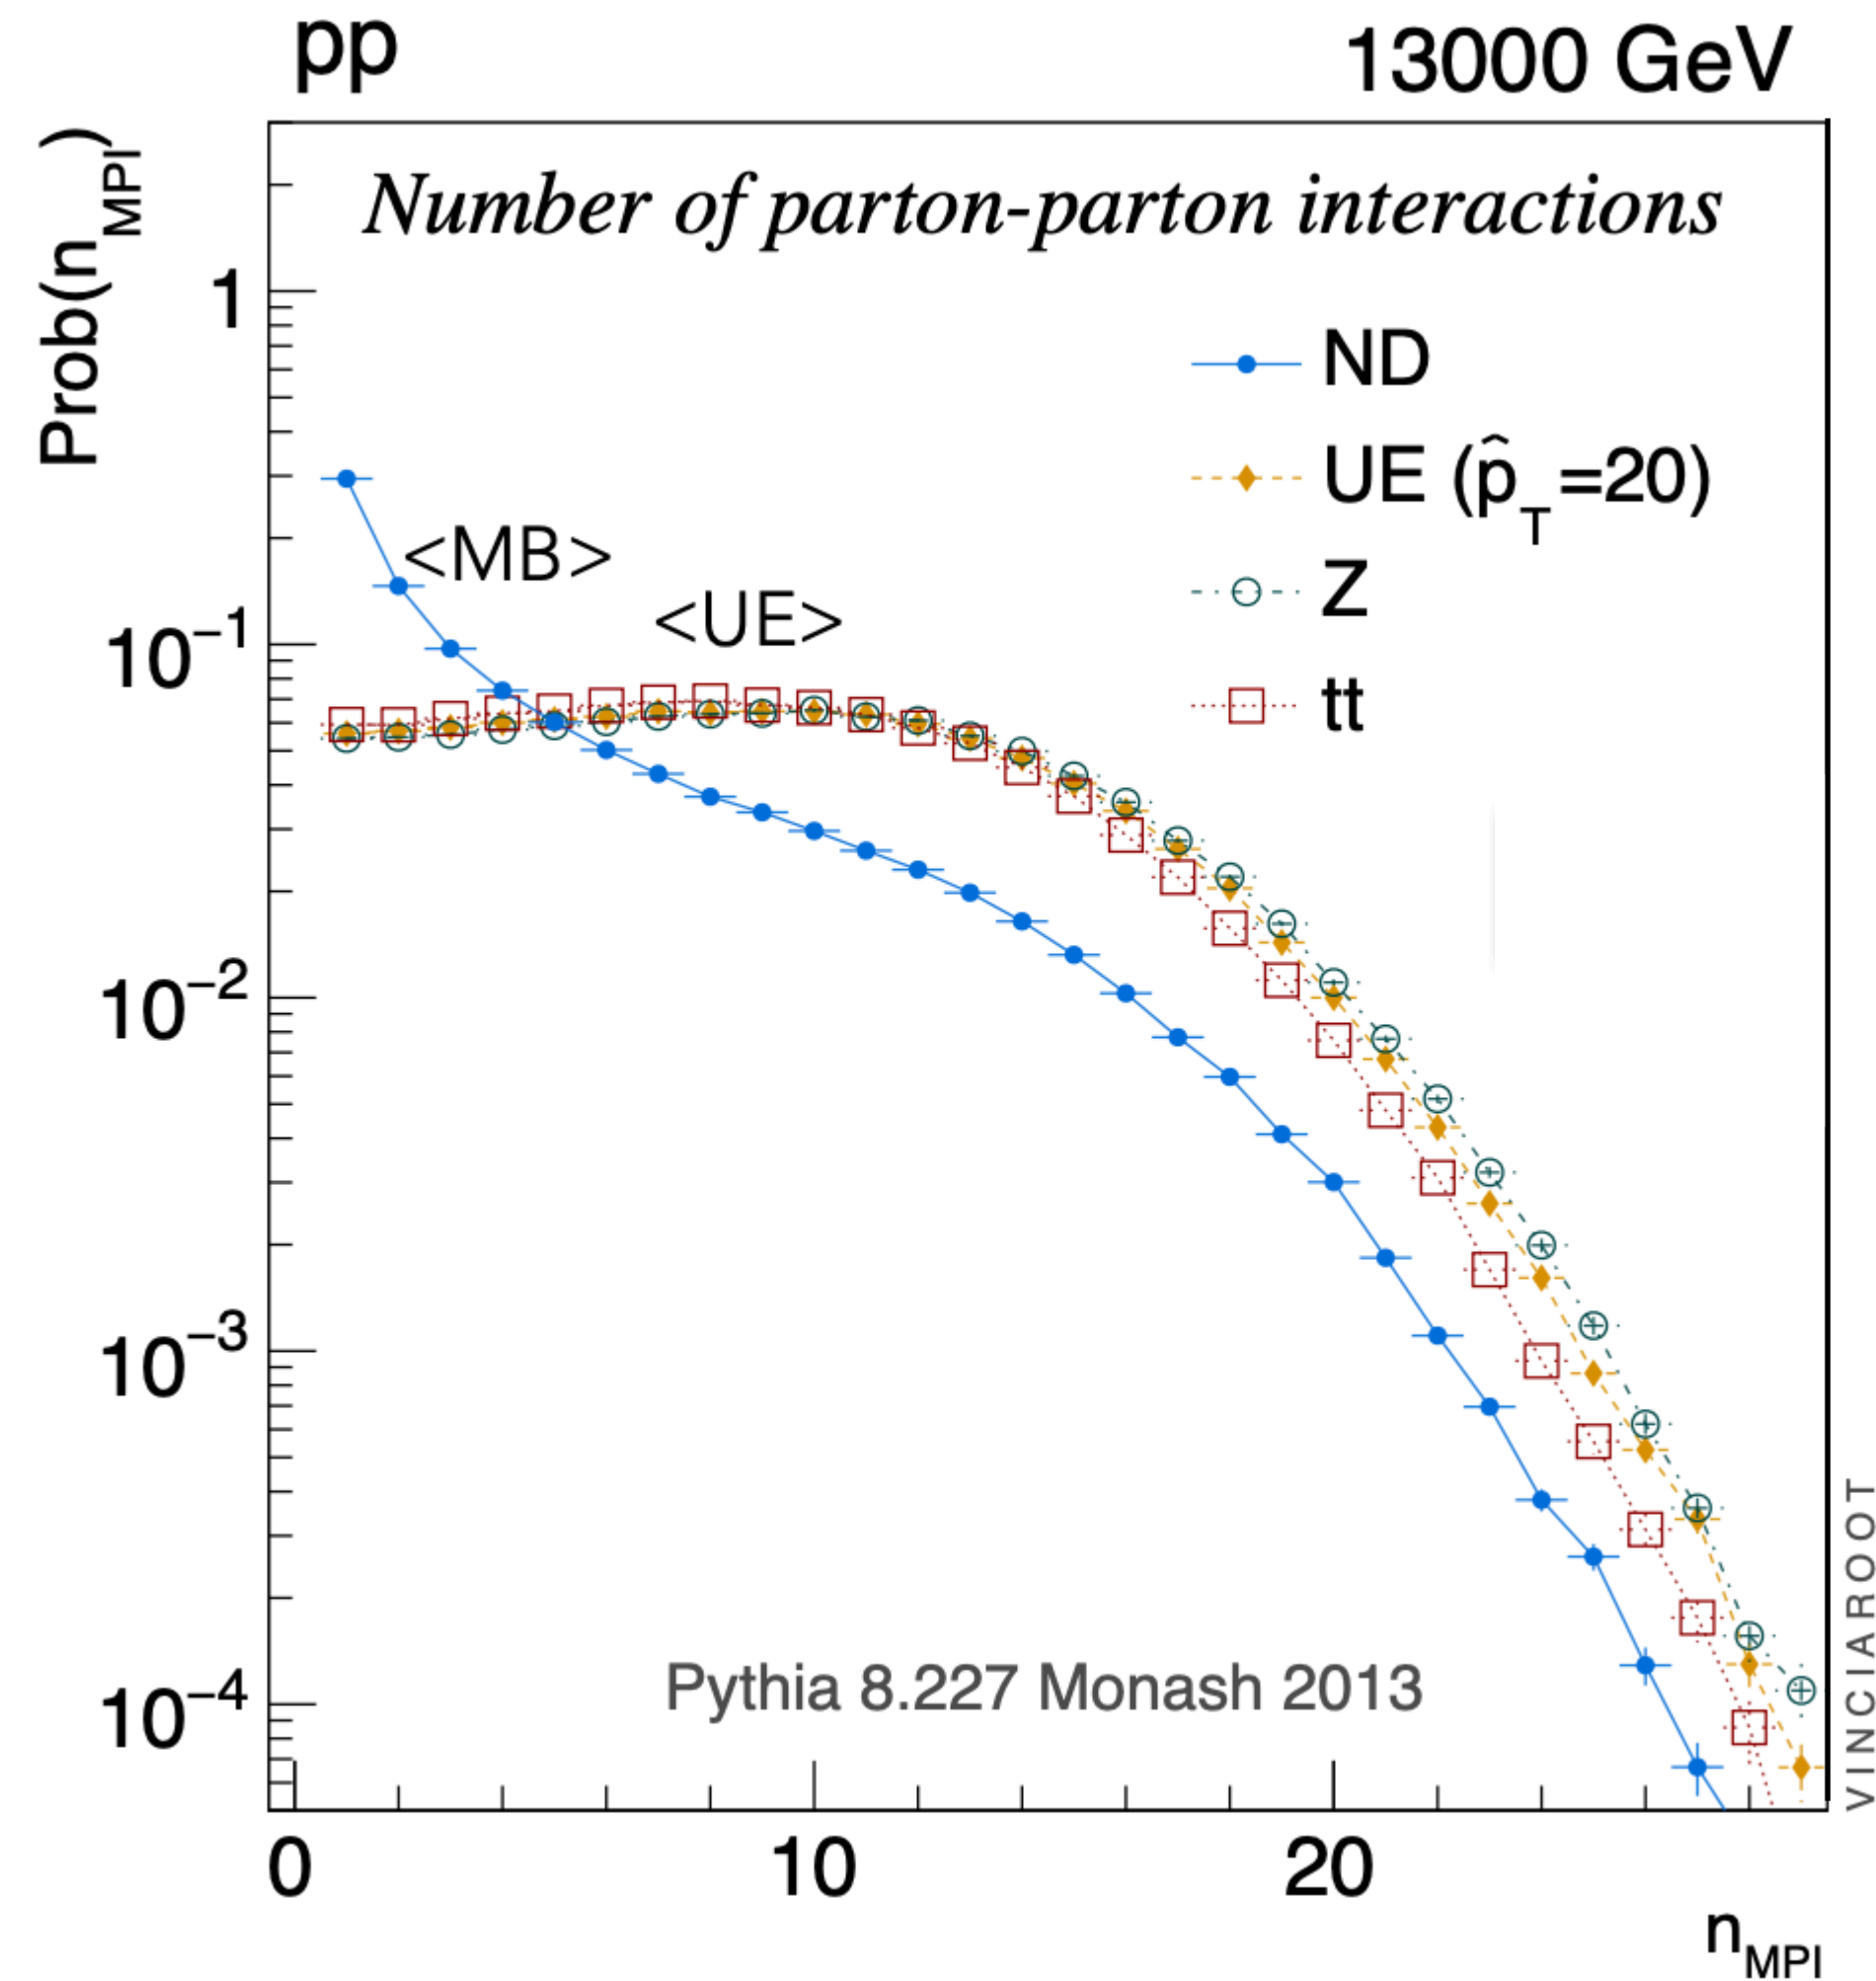 pp
13000 GeV
Prob(n_MPI)
Number of parton-parton interactions
ND
UE (p̂_T=20)
Z
tt
<MB>
<UE>
1
10⁻¹
10⁻²
10⁻³
10⁻⁴
Pythia 8.227 Monash 2013
0 10 20
n_MPI
VINCIAROOT